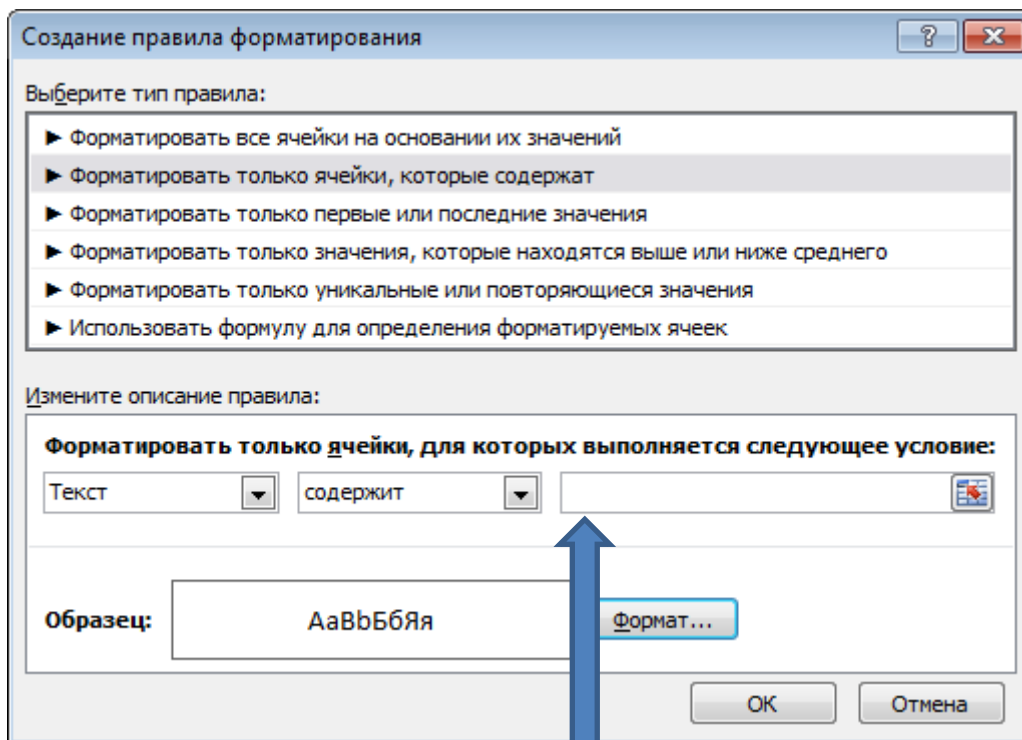 Создание правила форматирования
Выберите тип правила:
► Форматировать все ячейки на основании их значений
► Форматировать только ячейки, которые содержат
► Форматировать только первые или последние значения
► Форматировать только значения, которые находятся выше или ниже среднего
► Форматировать только уникальные или повторяющиеся значения
► Использовать формулу для определения форматируемых ячеек
Измените описание правила:
Форматировать только ячейки, для которых выполняется следующее условие:
Текст содержит
Образец: АаВbБбЯя Формат...
ОК Отмена